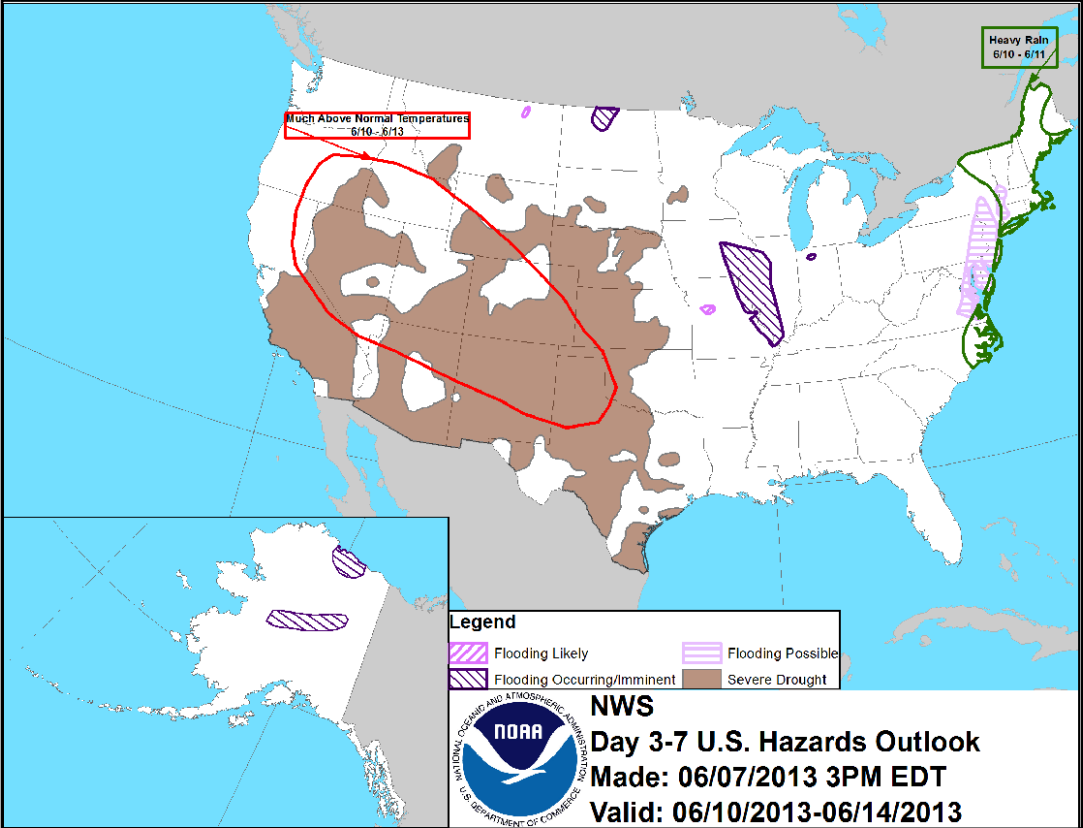 Heavy Rain
6/10 - 6/11
Much Above Normal Temperatures
6/10 - 6/13
Legend
Flooding Likely
Flooding Possible
Flooding Occurring/Imminent
Severe Drought
NATIONAL OCEANIC AND ATMOSPHERIC ADMINISTRATION
NOAA
U.S. DEPARTMENT OF COMMERCE
NWS
Day 3-7 U.S. Hazards Outlook
Made: 06/07/2013 3PM EDT
Valid: 06/10/2013-06/14/2013